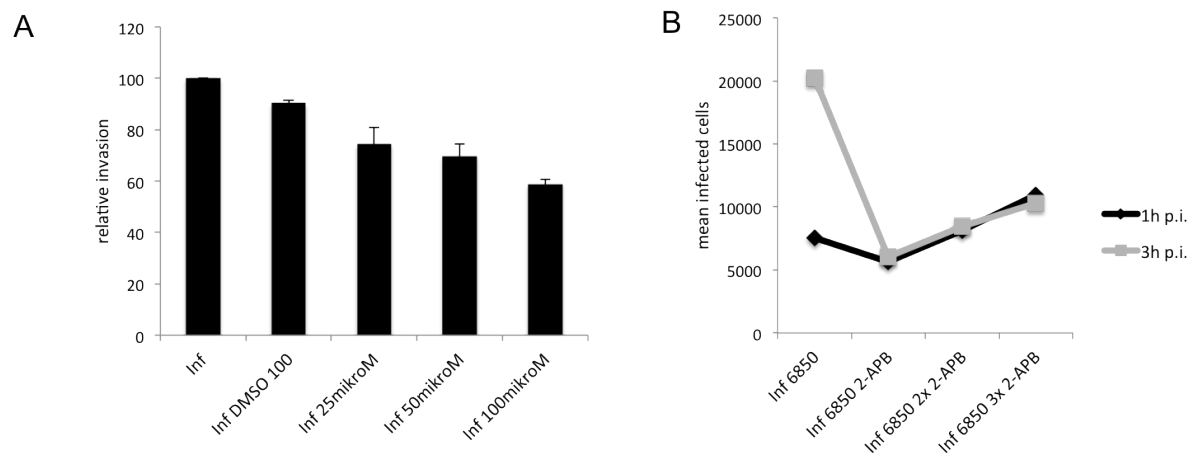 A
120
100
80
60
40
20
0
relative invasion
Inf
Inf DMSO 100
Inf 25mikroM
Inf 50mikroM
Inf 100mikroM
B
25000
20000
15000
10000
5000
0
mean infected cells
Inf 6850
Inf 6850 2-APB
Inf 6850 2x 2-APB
Inf 6850 3x 2-APB
1h p.i.
3h p.i.